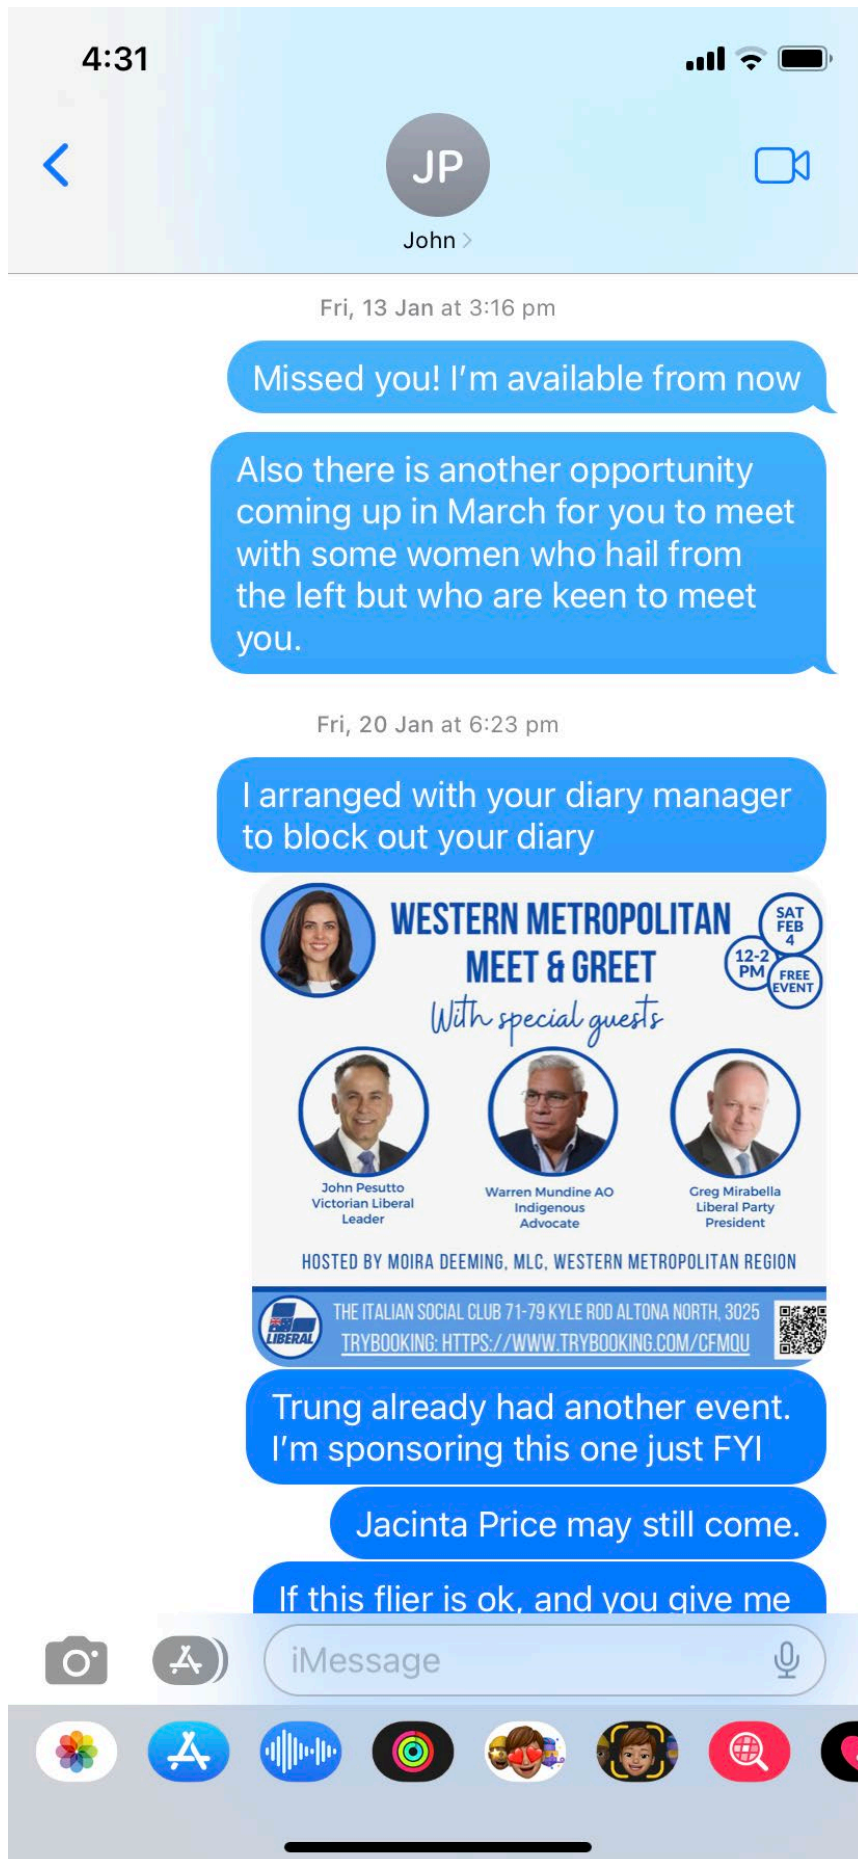 4:31
JP
John
Fri, 13 Jan at 3:16 pm
Missed you! I’m available from now
Also there is another opportunity
coming up in March for you to meet
with some women who hail from
the left but who are keen to meet
you.
Fri, 20 Jan at 6:23 pm
I arranged with your diary manager
to block out your diary
WESTERN METROPOLITAN
MEET & GREET
With special guests
SAT
FEB
4
12-2
PM
FREE
EVENT
John Pesutto
Victorian Liberal
Leader
Warren Mundine AO
Indigenous
Advocate
Greg Mirabella
Liberal Party
President
HOSTED BY MOIRA DEEMING, MLC, WESTERN METROPOLITAN REGION
LIBERAL
THE ITALIAN SOCIAL CLUB 71-79 KYLE ROD ALTONA NORTH, 3025
TRYBOOKING: HTTPS://WWW.TRYBOOKING.COM/CFMQU
Trung already had another event.
I’m sponsoring this one just FYI
Jacinta Price may still come.
If this flier is ok, and you give me
iMessage